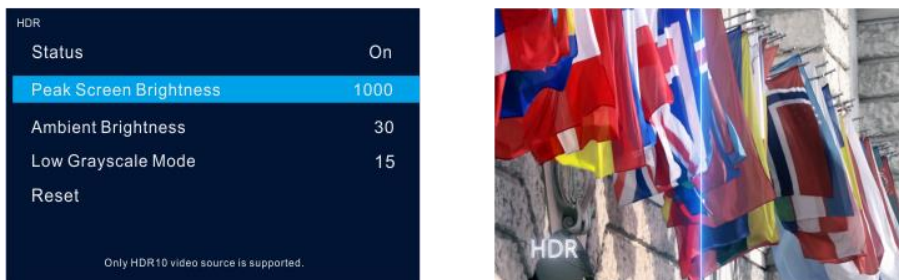 HDR
Status On
Peak Screen Brightness 1000
Ambient Brightness 30
Low Grayscale Mode 15
Reset
Only HDR10 video source is supported.
HDR